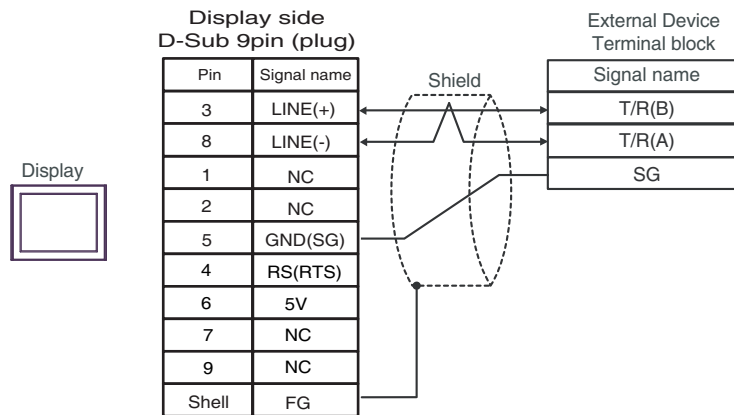 Display side
D-Sub 9pin (plug)
External Device
Terminal block
Pin Signal name
Shield
Signal name
3 LINE(+)
T/R(B)
8 LINE(-)
T/R(A)
Display
1 NC
SG
2 NC
5 GND(SG)
4 RS(RTS)
6 5V
7 NC
9 NC
Shell FG